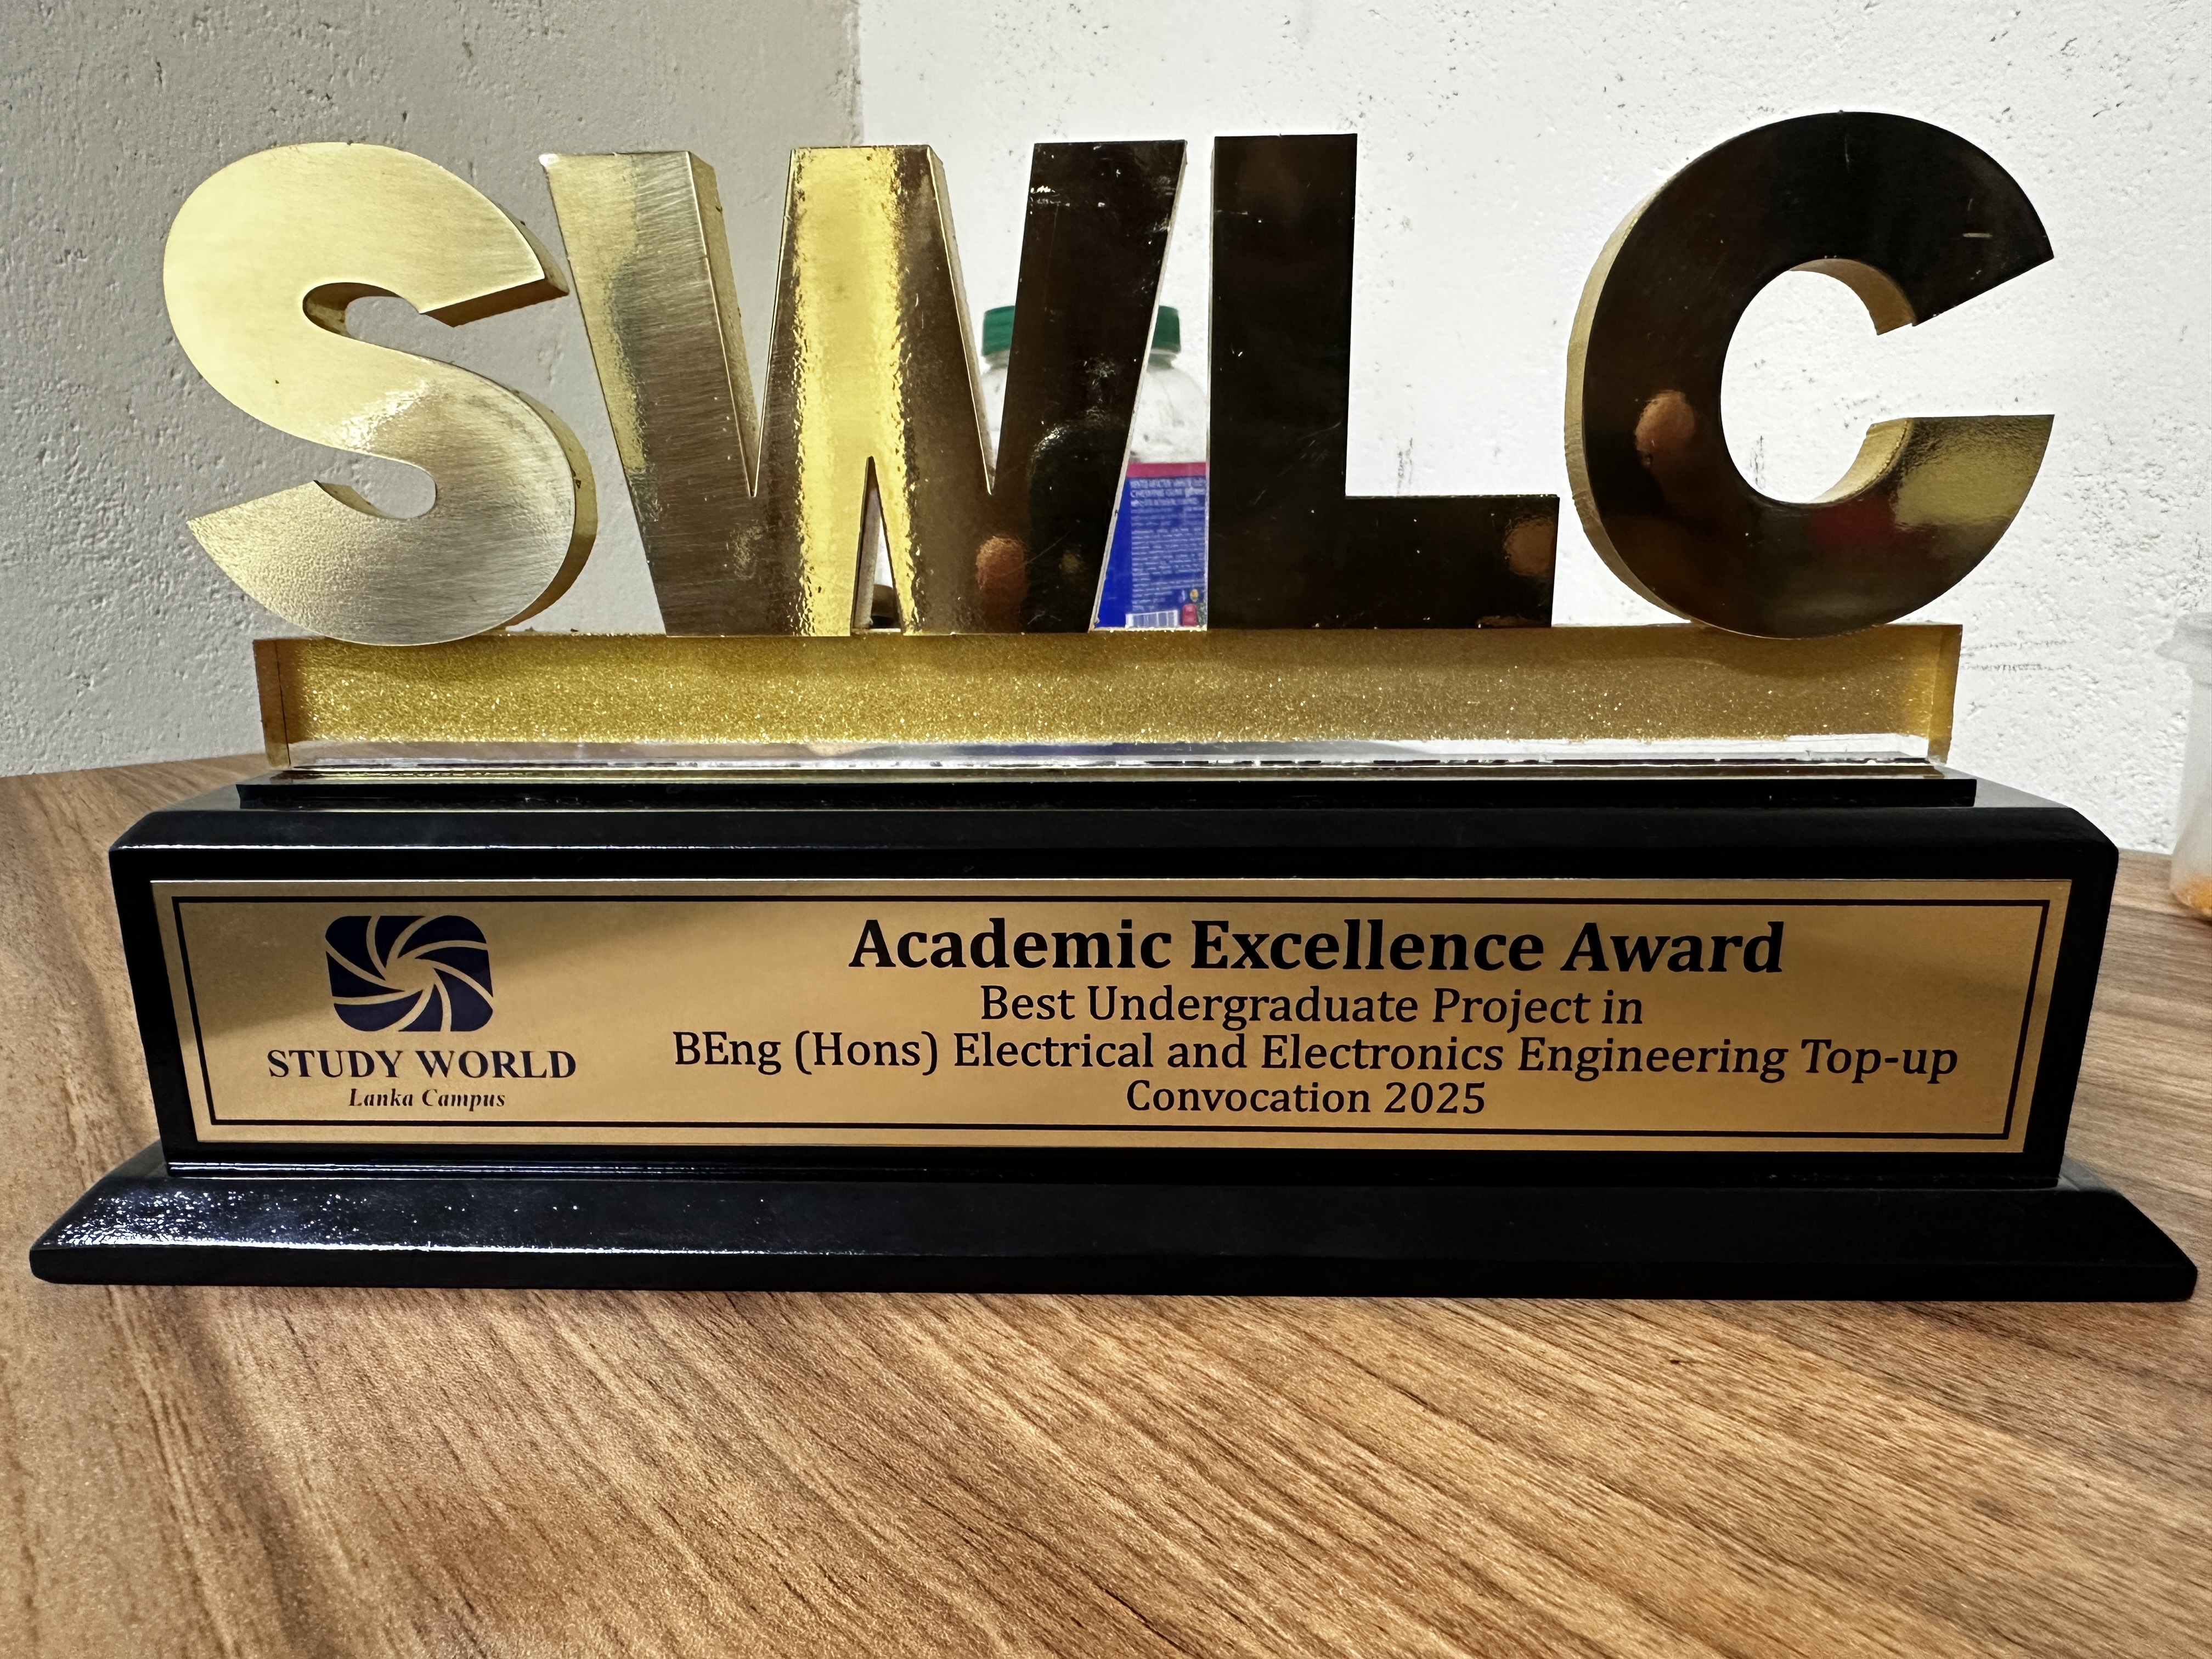 SWLC
STUDY WORLD
Lanka Campus
Academic Excellence Award
Best Undergraduate Project in
BEng (Hons) Electrical and Electronics Engineering Top-up
Convocation 2025